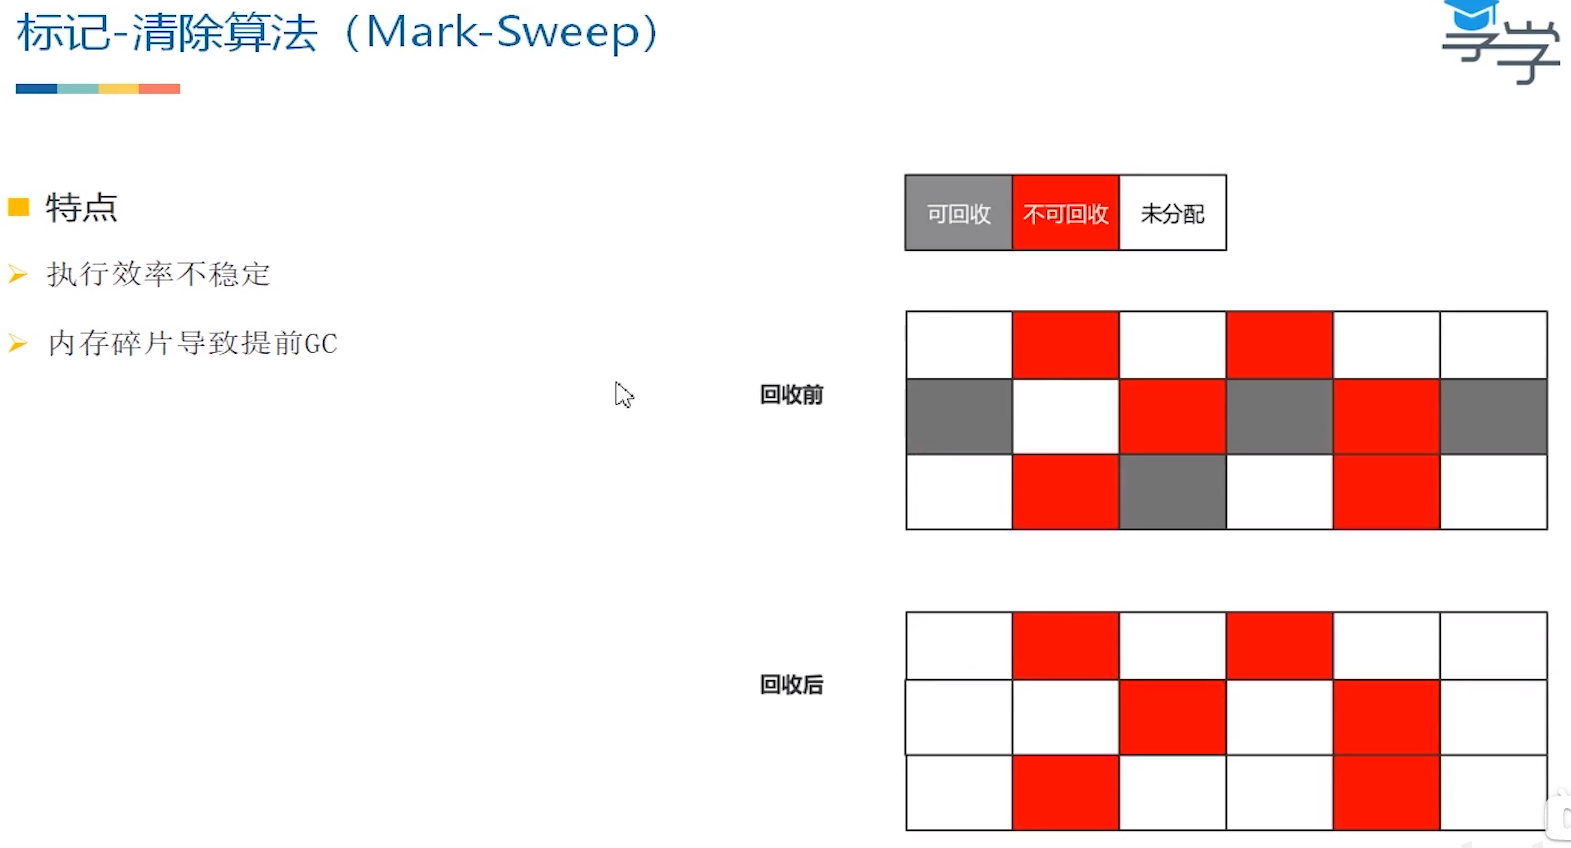 标记-清除算法（Mark-Sweep）
特点
执行效率不稳定
内存碎片导致提前GC
可回收 不可回收 未分配
回收前
回收后